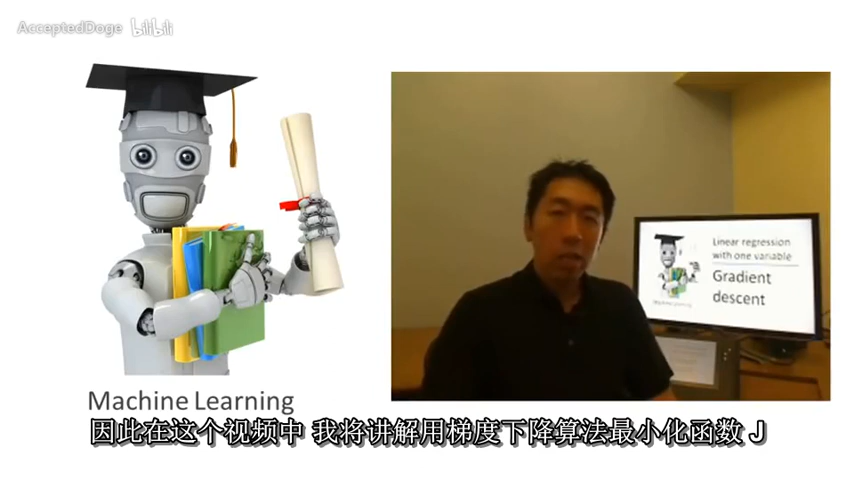 AcceptedDoge bilibili
Linear regression
with one variable
Gradient
descent
Machine Learning
因此在这个视频中 我将讲解用梯度下降算法最小化函数 J